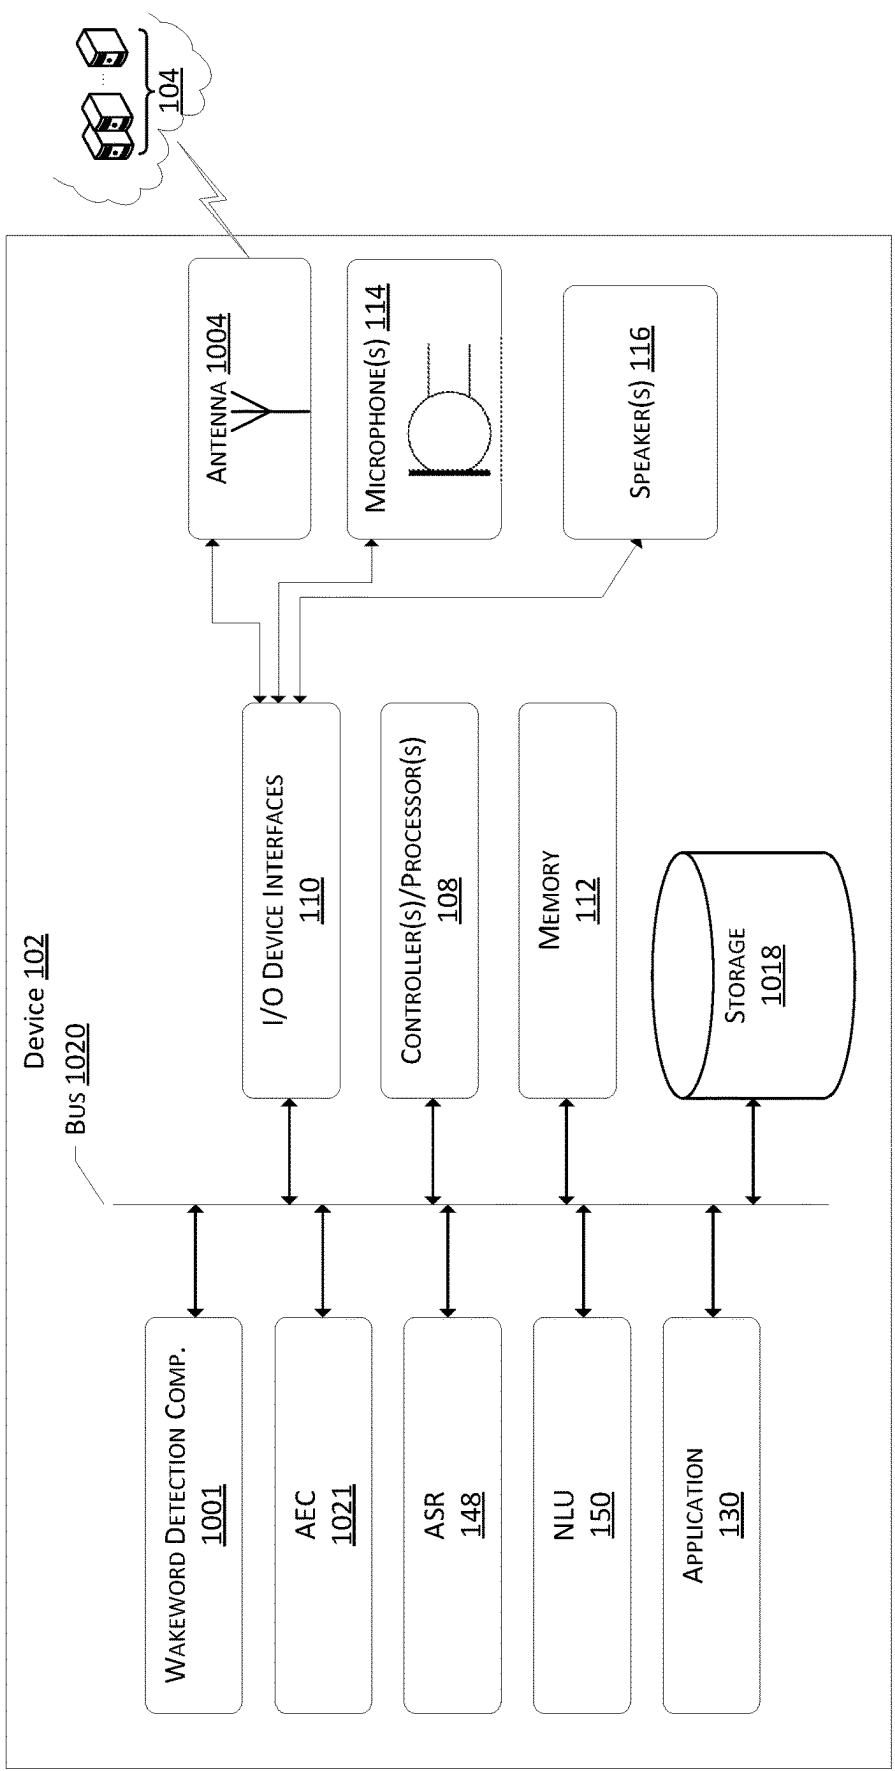 Device 102
BUS 1020
104
WAKEWORD DETECTION COMP.
1001
AEC
1021
ASR
148
NLU
150
APPLICATION
130
I/O DEVICE INTERFACES
110
CONTROLLER(S)/PROCESSOR(S)
108
MEMORY
112
STORAGE
1018
ANTENNA 1004
MICROPHONE(S) 114
SPEAKER(S) 116